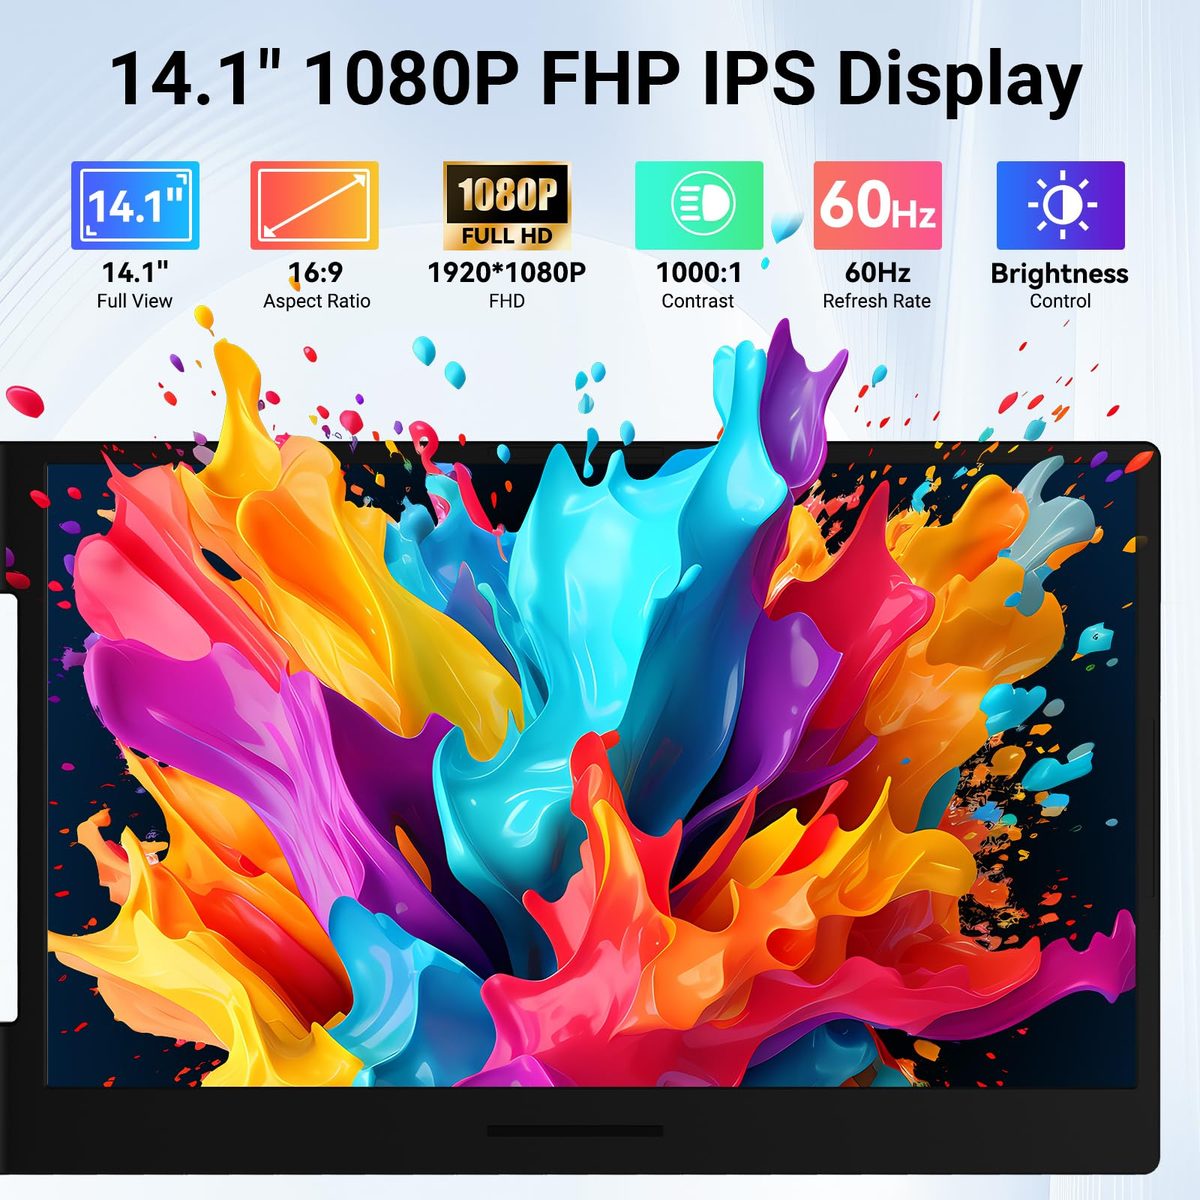 14.1" 1080P FHP IPS Display
14.1"
1080P
FULL HD
60Hz
14.1"
Full View
16:9
Aspect Ratio
1920*1080P
FHD
1000:1
Contrast
60Hz
Refresh Rate
Brightness
Control